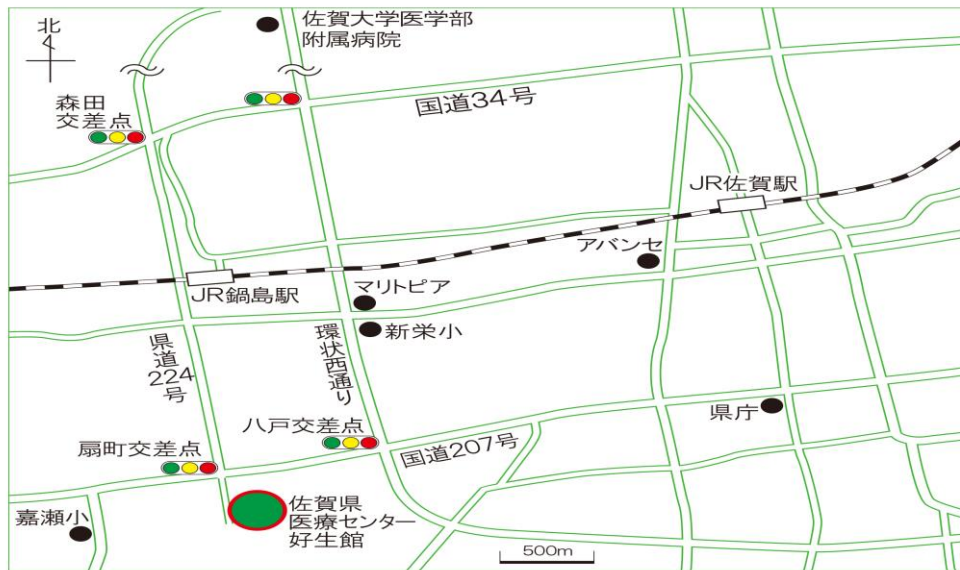 北
佐賀大学医学部
附属病院
森田
交差点
国道34号
JR佐賀駅
アバンセ
JR鍋島駅
マリトピア
新栄小
県道224号
環状西通り
県庁
八戸交差点
国道207号
扇町交差点
佐賀県
医療センター
好生館
嘉瀬小
500m